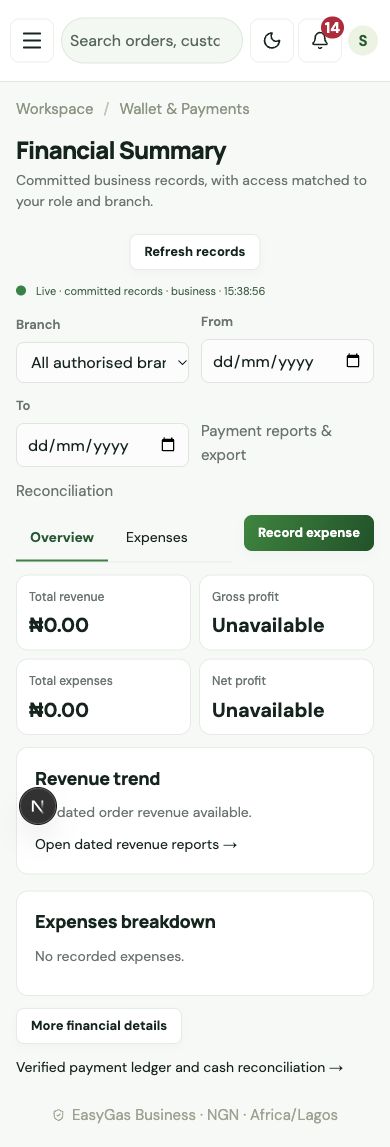 Search orders, custc
14
S
Workspace / Wallet & Payments
Financial Summary
Committed business records, with access matched to
your role and branch.
Refresh records
Live · committed records · business · 15:38:56
Branch
From
All authorised brar
dd/mm/yyyy
To
dd/mm/yyyy
Payment reports &
export
Reconciliation
Overview Expenses Record expense
Total revenue
₦0.00
Gross profit
Unavailable
Total expenses
₦0.00
Net profit
Unavailable
Revenue trend
N
dated order revenue available.
Open dated revenue reports →
Expenses breakdown
No recorded expenses.
More financial details
Verified payment ledger and cash reconciliation →
EasyGas Business · NGN · Africa/Lagos